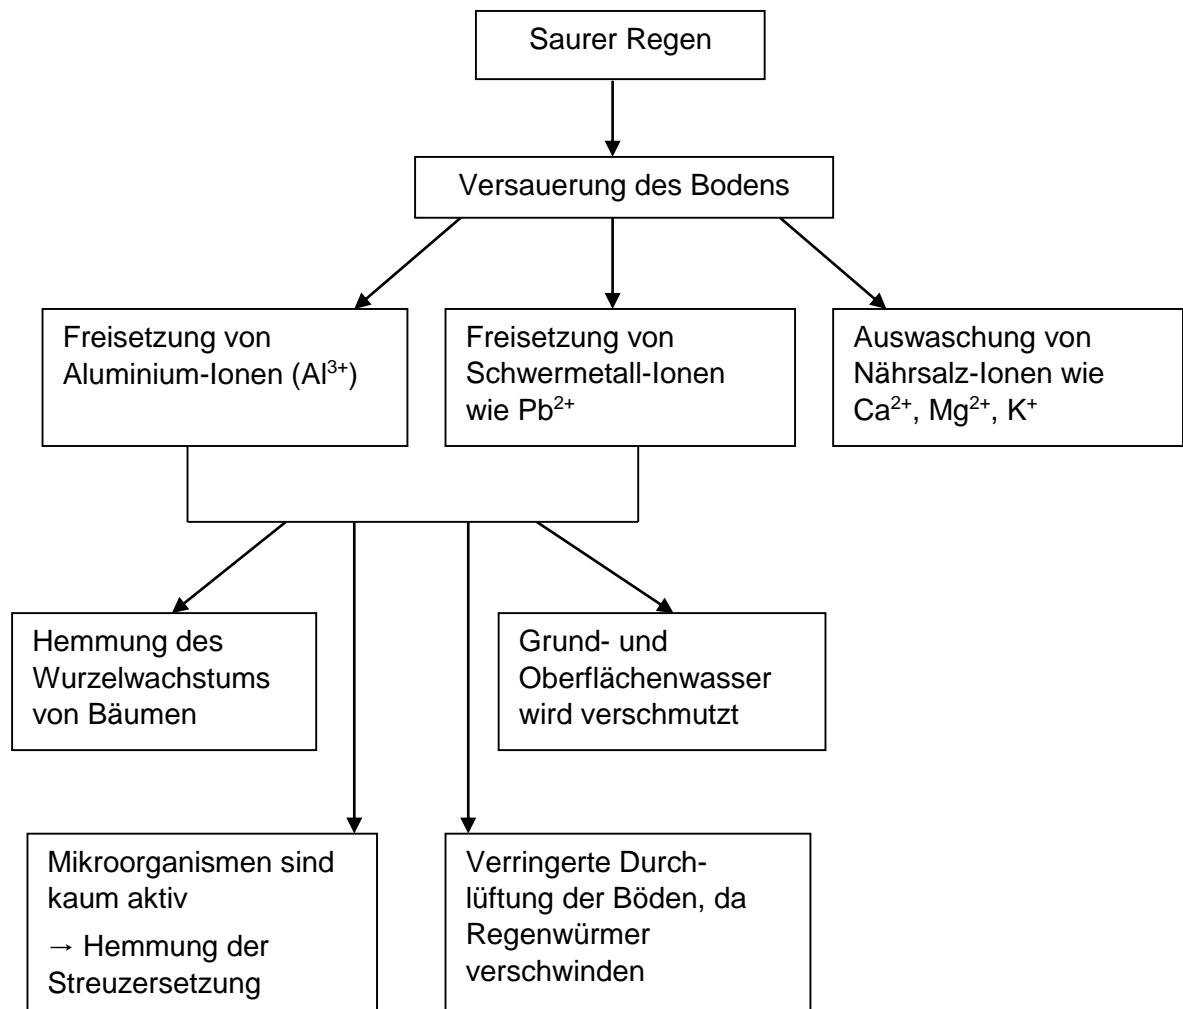 Saurer Regen
Versauerung des Bodens
Freisetzung von
Aluminium-Ionen (Al³⁺)
Freisetzung von
Schwermetall-Ionen
wie Pb²⁺
Auswaschung von
Nährsalz-Ionen wie
Ca²⁺, Mg²⁺, K⁺
Hemmung des
Wurzelwachstums
von Bäumen
Grund- und
Oberflächenwasser
wird verschmutzt
Mikroorganismen sind
kaum aktiv
→ Hemmung der
Streuzersetzung
Verringerte Durch-
lüftung der Böden, da
Regenwürmer
verschwinden